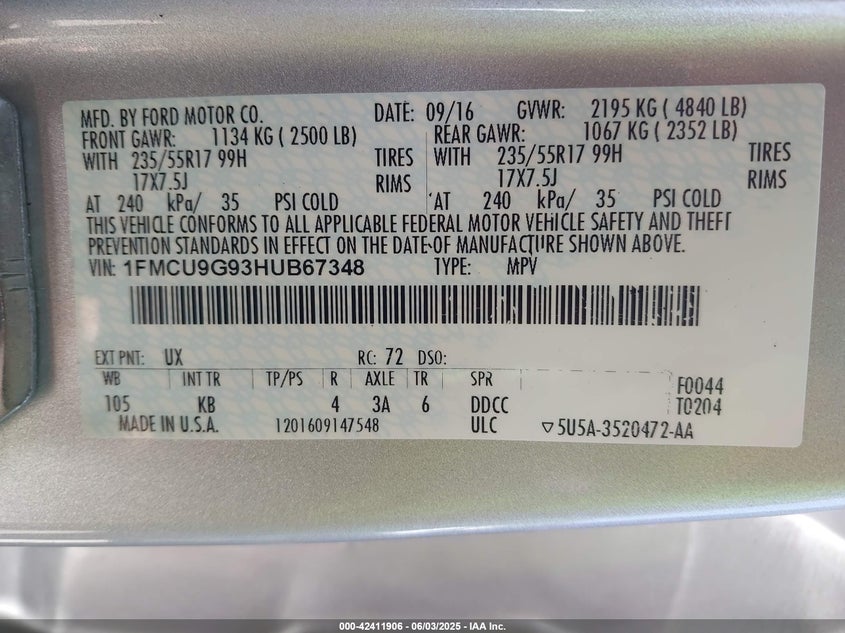 MFD. BY FORD MOTOR CO. DATE: 09/16 GVWR: 2195 KG ( 4840 LB)
FRONT GAWR: 1134 KG ( 2500 LB) REAR GAWR: 1067 KG ( 2352 LB)
WITH 235/55R17 99H TIRES WITH 235/55R17 99H TIRES
17X7.5J RIMS 17X7.5J RIMS
AT 240 kPa/ 35 PSI COLD AT 240 kPa/ 35 PSI COLD
THIS VEHICLE CONFORMS TO ALL APPLICABLE FEDERAL MOTOR VEHICLE SAFETY AND THEFT
PREVENTION STANDARDS IN EFFECT ON THE DATE OF MANUFACTURE SHOWN ABOVE.
VIN: 1FMCU9G93HUB67348 TYPE: MPV
EXT PNT: UX RC: 72 DSO:
WB INT TR TP/PS R AXLE TR SPR F0044
105 KB 4 3A 6 DDCC T0204
MADE IN U.S.A. 1201609147548 ULC ▽5U5A-3520472-AA
000-42411906 - 06/03/2025 - IAA Inc.